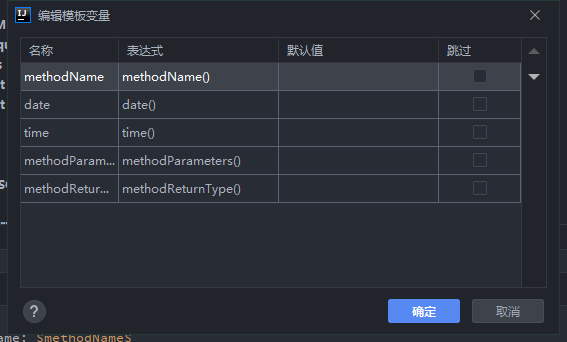 IJ 编辑模板变量
名称 表达式 默认值 跳过
methodName methodName()
date date()
time time()
methodParam... methodParameters()
methodRetur... methodReturnType()
? 确定 取消
ame: $methodName$